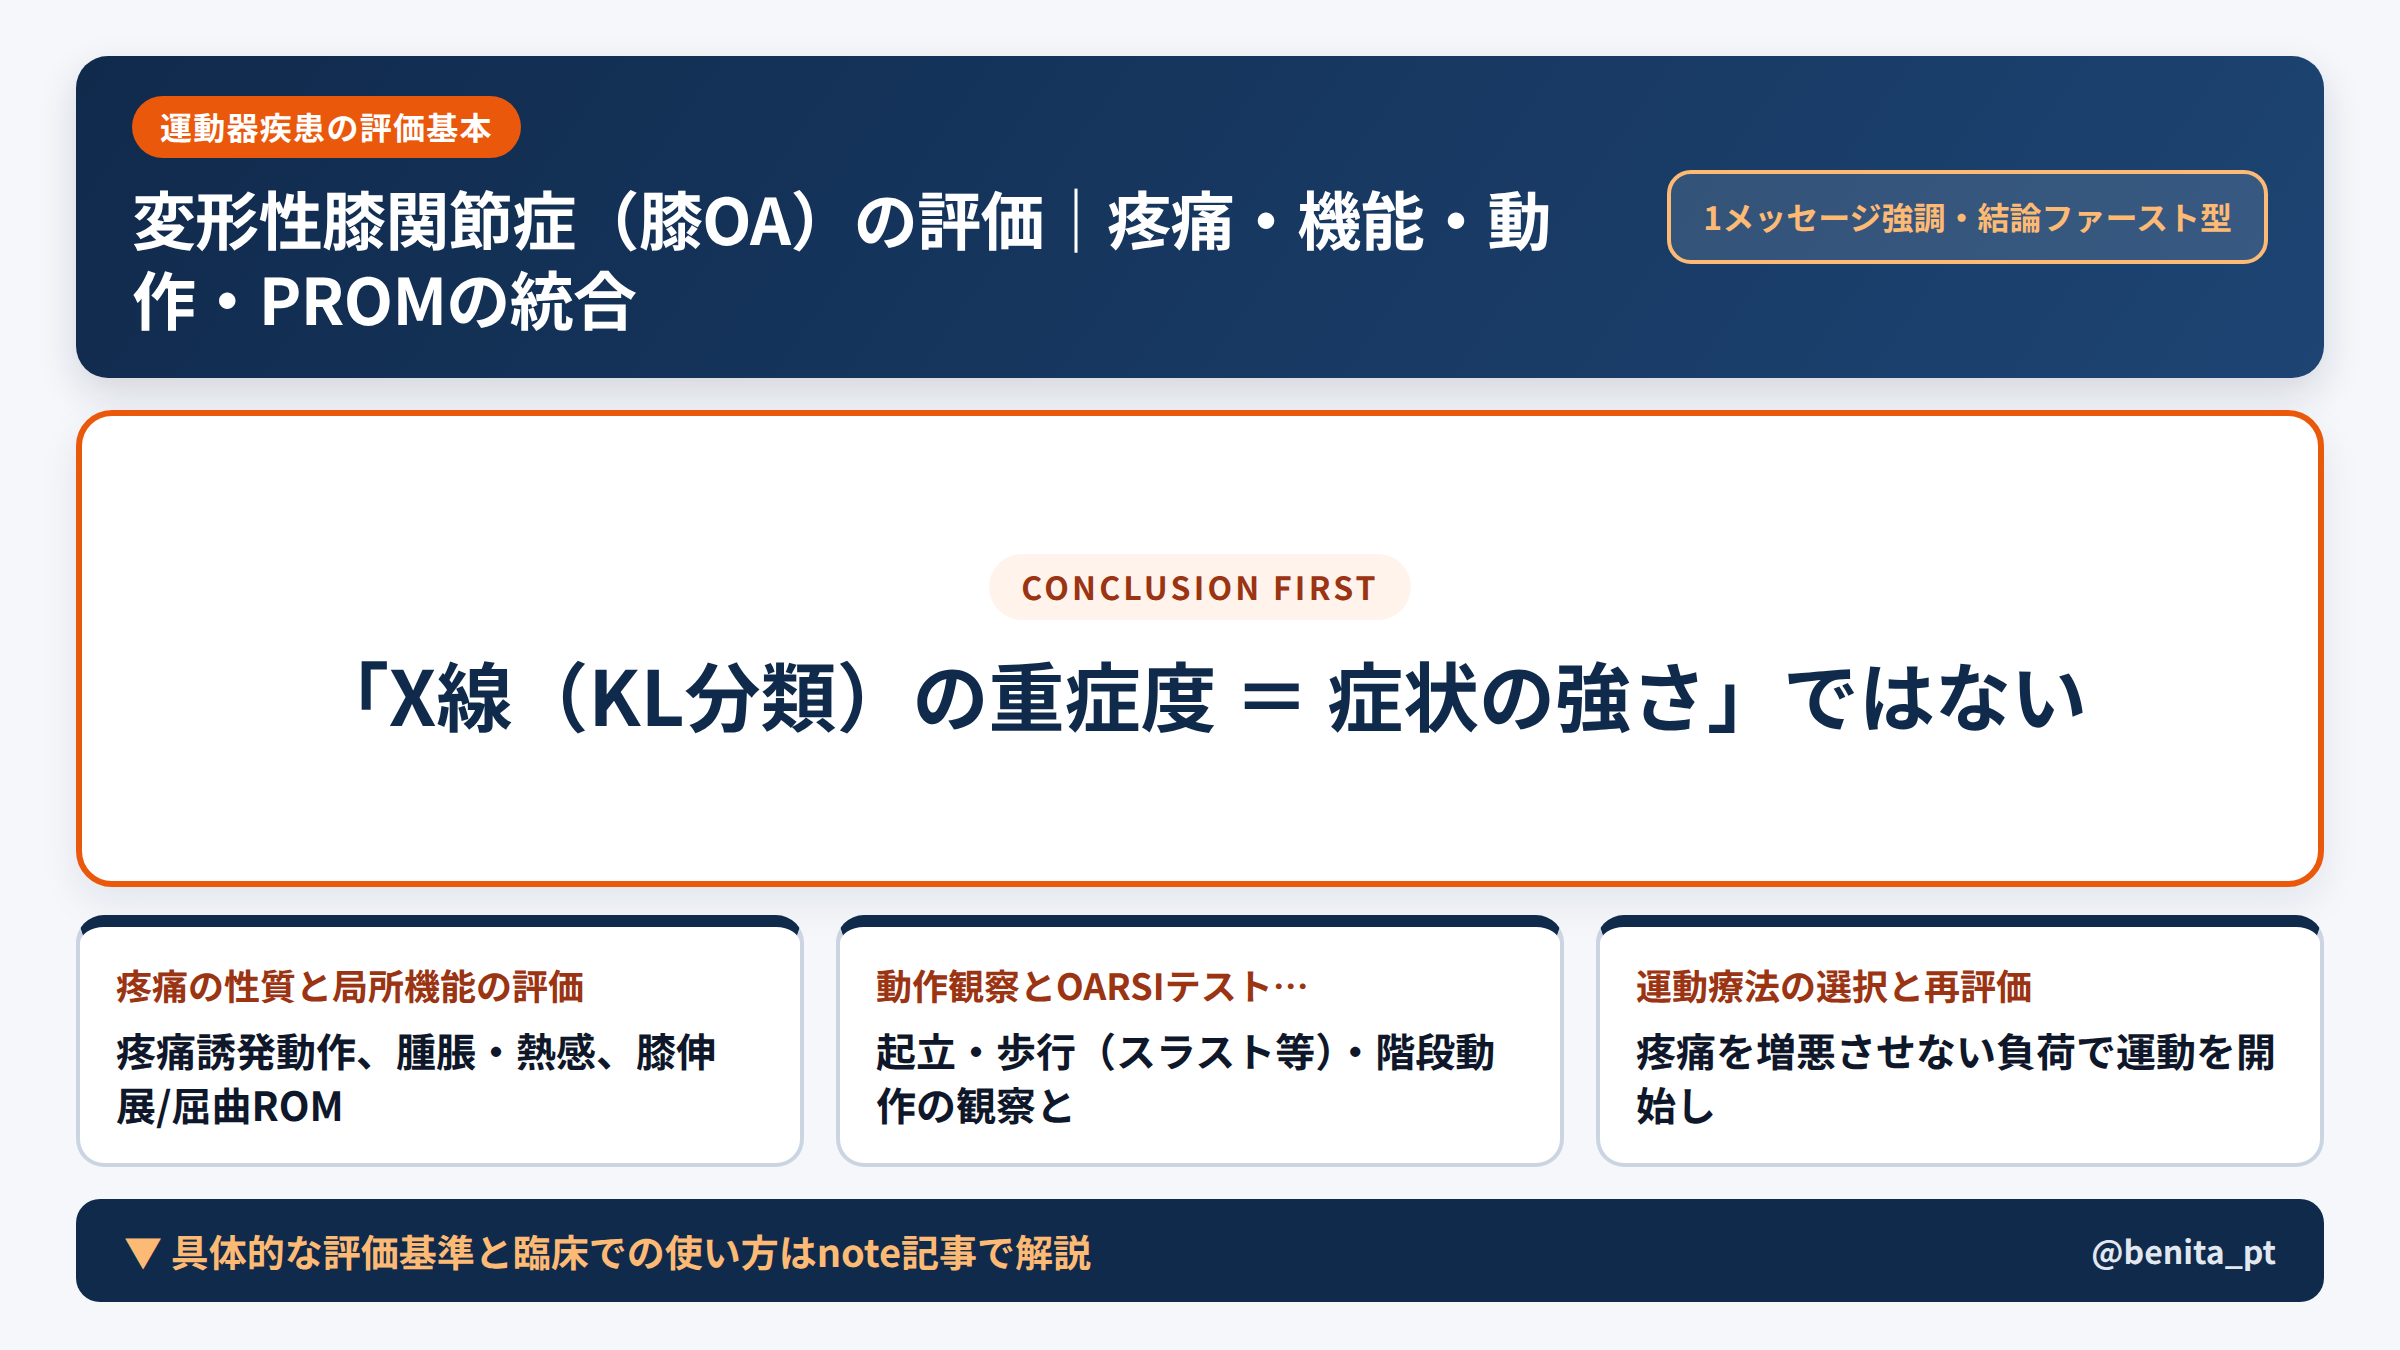 運動器疾患の評価基本
変形性膝関節症（膝OA）の評価｜疼痛・機能・動
作・PROMの統合
1メッセージ強調・結論ファースト型
CONCLUSION FIRST
「X線（KL分類）の重症度 ＝ 症状の強さ」ではない
疼痛の性質と局所機能の評価
疼痛誘発動作、腫脹・熱感、膝伸
展/屈曲ROM
動作観察とOARSIテスト…
起立・歩行（スラスト等）・階段動
作の観察と
運動療法の選択と再評価
疼痛を増悪させない負荷で運動を開
始し
▼ 具体的な評価基準と臨床での使い方はnote記事で解説
@benita_pt